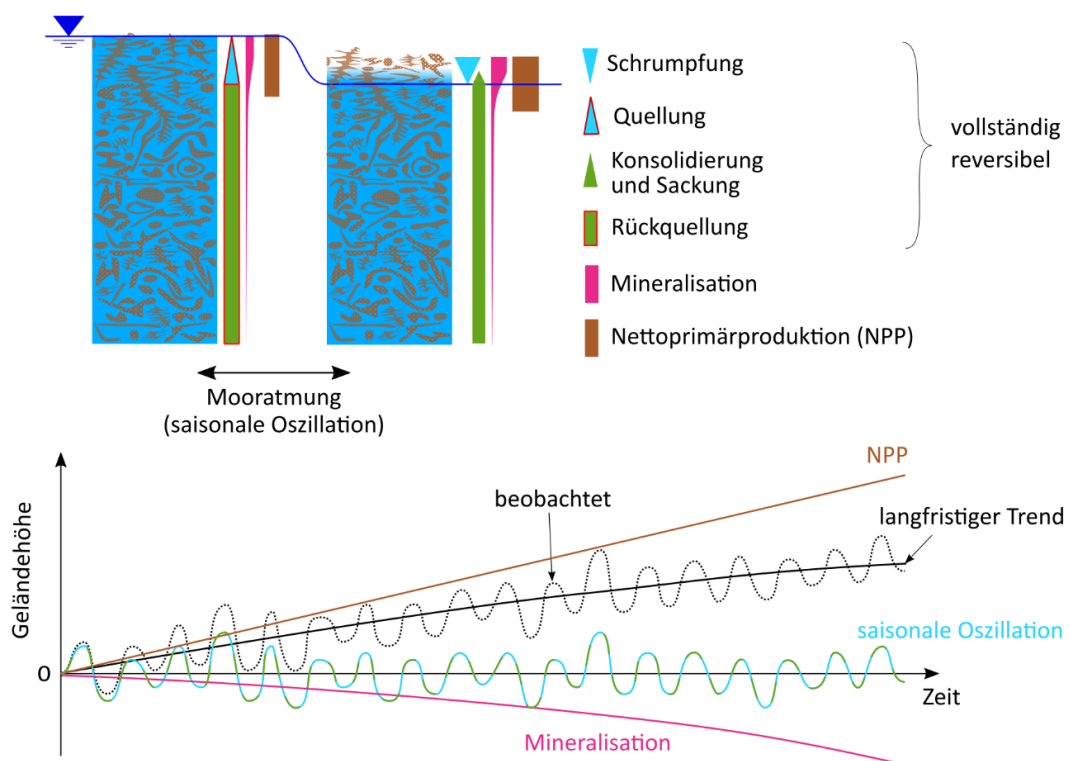 Schrumpfung
Quellung
Konsolidierung
und Sackung
Rückquellung
Mineralisation
Nettoprimärproduktion (NPP)
vollständig
reversibel
Mooratmung
(saisonale Oszillation)
NPP
beobachtet
langfristiger Trend
Geländehöhe
saisonale Oszillation
0
Zeit
Mineralisation